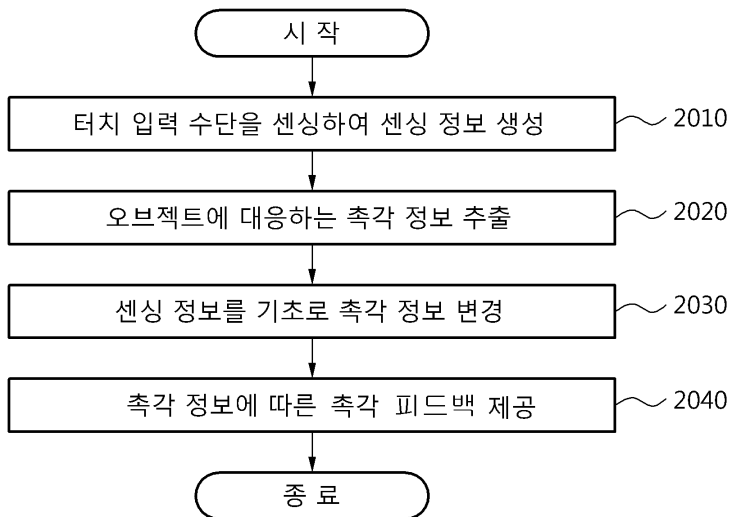 시 작
터치 입력 수단을 센싱하여 센싱 정보 생성
2010
오브젝트에 대응하는 촉각 정보 추출
2020
센싱 정보를 기초로 촉각 정보 변경
2030
촉각 정보에 따른 촉각 피드백 제공
2040
종 료